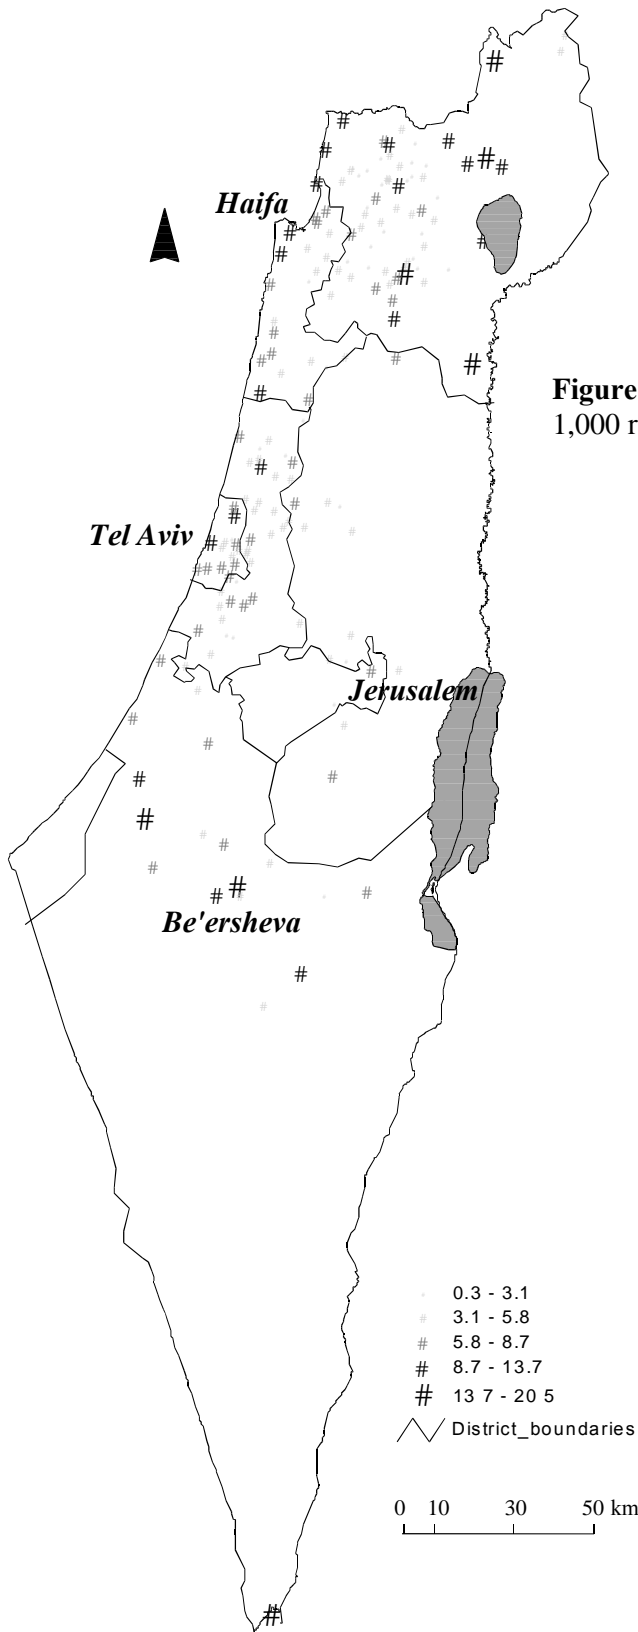 Haifa
Figure
1,000 r
Tel Aviv
Jerusalem
Be'ersheva
0.3 - 3.1
3.1 - 5.8
5.8 - 8.7
8.7 - 13.7
13 7 - 20 5
District_boundaries
0 10 30 50 km